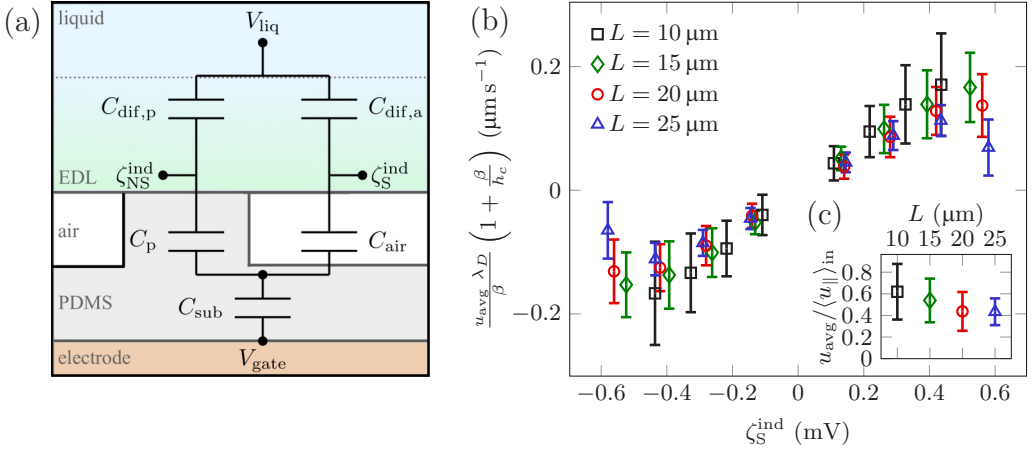 (a)
liquid
V_liq
C_dif,p
C_dif,a
ζ_NS^ind
ζ_S^ind
EDL
air
C_p
C_air
PDMS
C_sub
V_gate
electrode
(b)
L = 10 µm
L = 15 µm
L = 20 µm
L = 25 µm
u_avg λ_D / β (1 + β / h_c) (µm s⁻¹)
0.2
0
−0.2
−0.6 −0.4 −0.2 0 0.2 0.4 0.6
ζ_S^ind (mV)
(c)
L (µm)
10 15 20 25
u_avg/⟨u_∥⟩_in
0.8
0.6
0.4
0.2
0